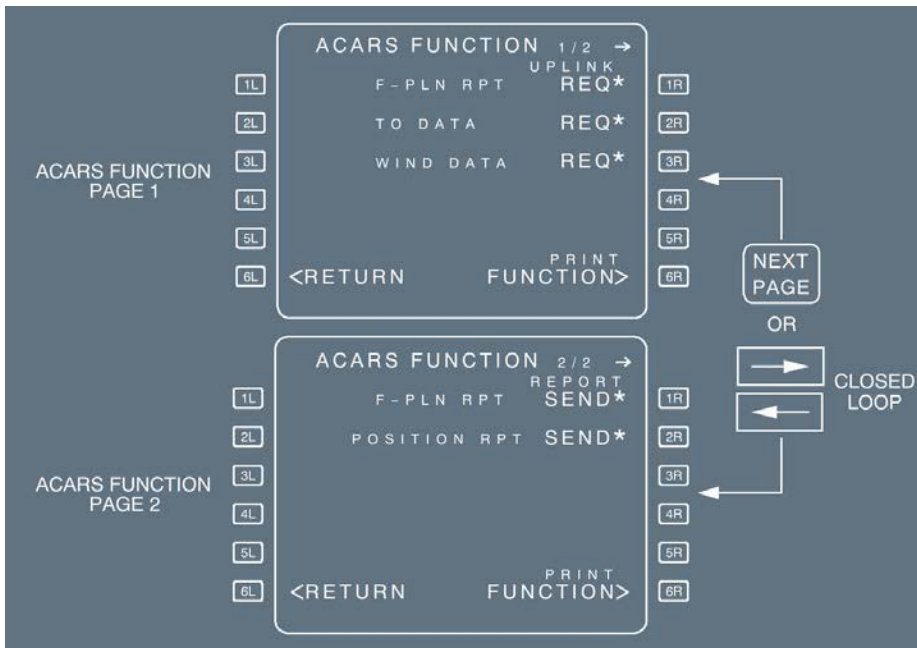 ACARS FUNCTION 1/2 →
UPLINK
1L F-PLN RPT REQ* 1R
2L TO DATA REQ* 2R
3L WIND DATA REQ* 3R
ACARS FUNCTION
PAGE 1
4L 4R
5L 5R
PRINT
6L <RETURN FUNCTION> 6R
NEXT
PAGE
OR
CLOSED
LOOP
ACARS FUNCTION 2/2 →
REPORT
1L F-PLN RPT SEND* 1R
2L POSITION RPT SEND* 2R
3L 3R
ACARS FUNCTION
PAGE 2
4L 4R
5L 5R
PRINT
6L <RETURN FUNCTION> 6R